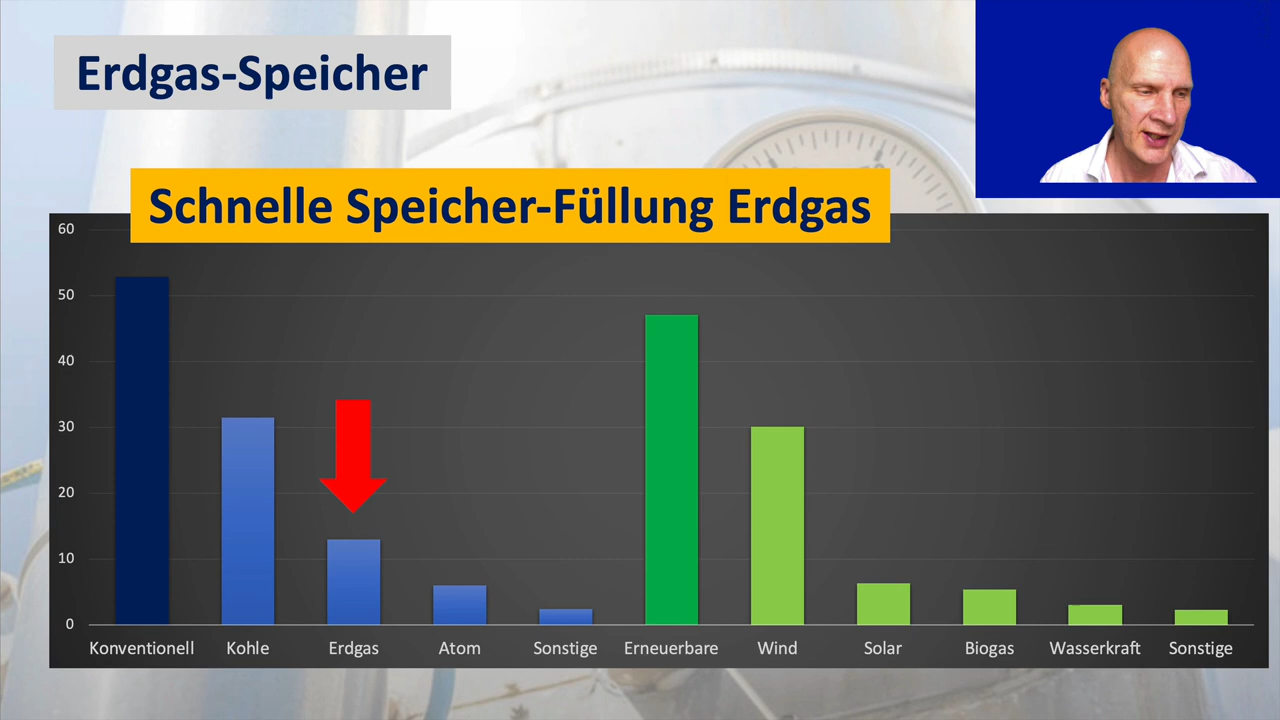 Erdgas-Speicher
Schnelle Speicher-Füllung Erdgas
60
50
40
30
20
10
0
Konventionell Kohle Erdgas Atom Sonstige Erneuerbare Wind Solar Biogas Wasserkraft Sonstige